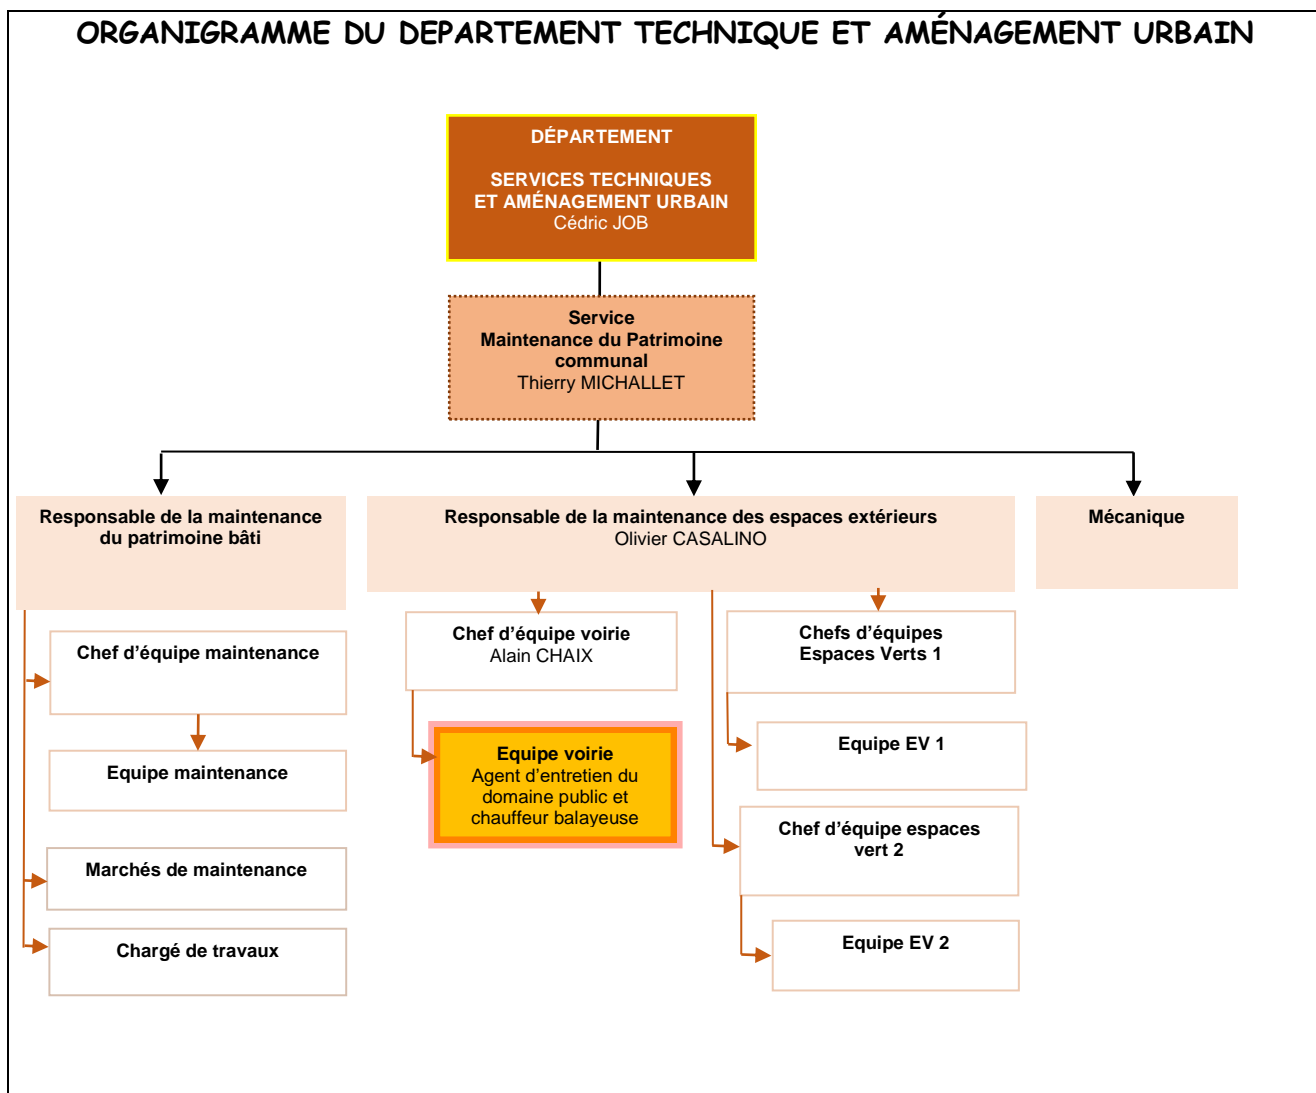 ORGANIGRAMME DU DEPARTEMENT TECHNIQUE ET AMÉNAGEMENT URBAIN
DÉPARTEMENT
SERVICES TECHNIQUES
ET AMÉNAGEMENT URBAIN
Cédric JOB
Service
Maintenance du Patrimoine
communal
Thierry MICHALLET
Responsable de la maintenance
du patrimoine bâti
Responsable de la maintenance des espaces extérieurs
Olivier CASALINO
Mécanique
Chef d'équipe maintenance
Equipe maintenance
Marchés de maintenance
Chargé de travaux
Chef d'équipe voirie
Alain CHAIX
Equipe voirie
Agent d'entretien du
domaine public et
chauffeur balayeuse
Chefs d'équipes
Espaces Verts 1
Equipe EV 1
Chef d'équipe espaces
vert 2
Equipe EV 2